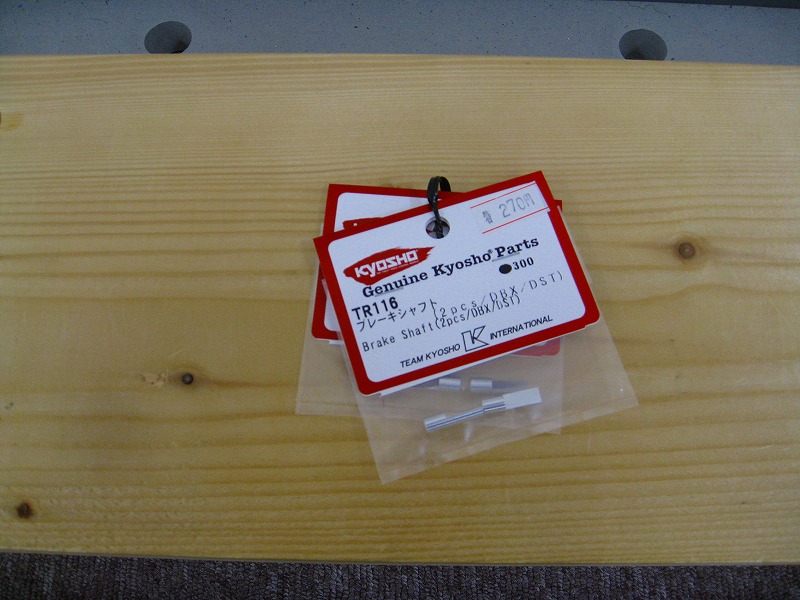 270円
KYOSHO
Genuine Kyosho® Parts
●300
TR116
ブレーキシャフト(2pcs/DBX/DST)
Brake Shaft(2pcs/DBX/DST)
TEAM KYOSHO K INTERNATIONAL